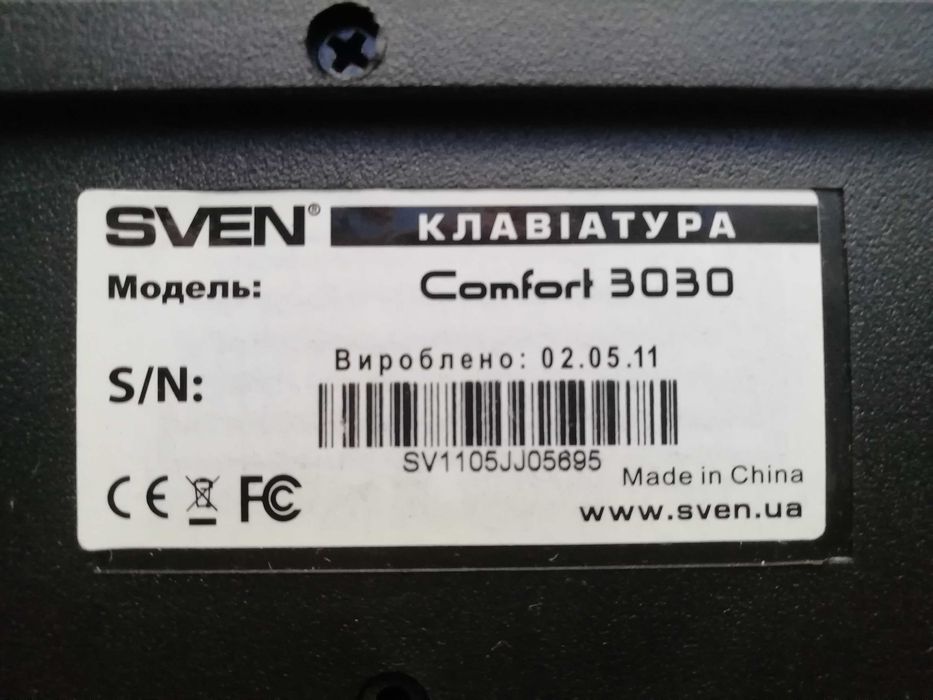 SVEN® КЛАВІАТУРА
Модель: Comfort 3030
Вироблено: 02.05.11
S/N:
SV1105JJ05695
Made in China
CE FC
www.sven.ua